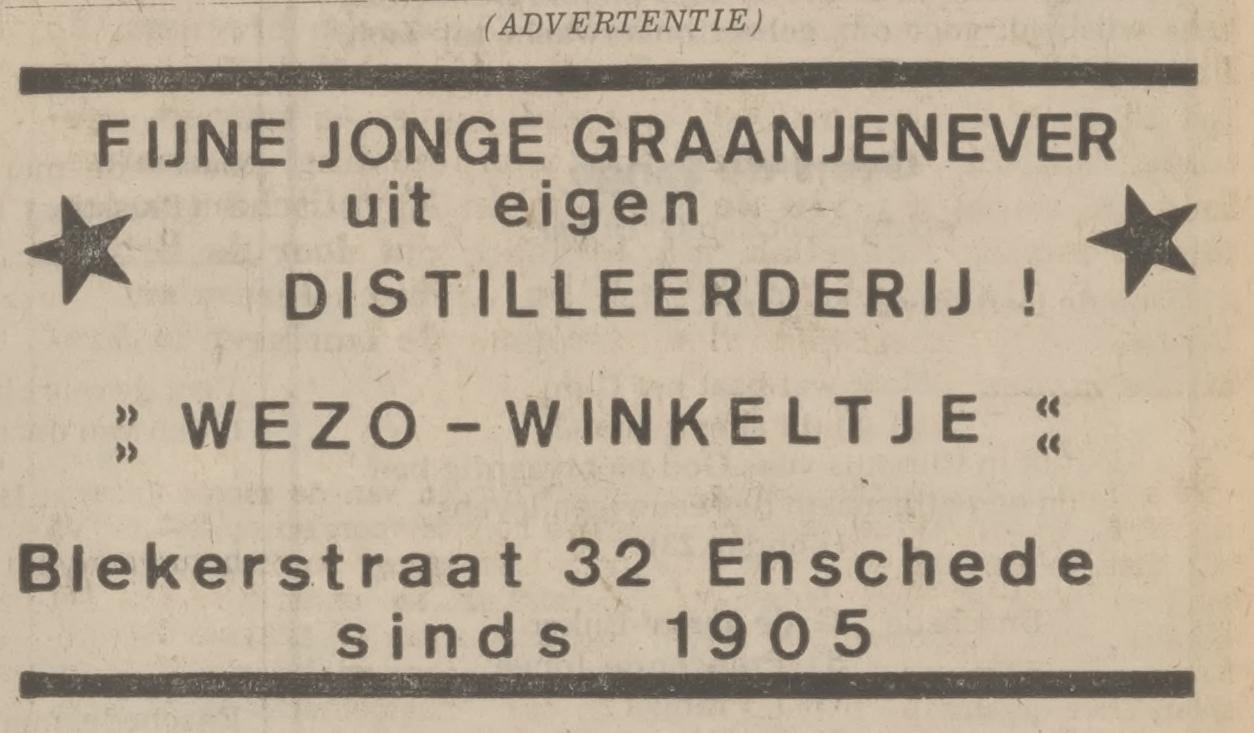 (ADVERTENTIE)
FIJNE JONGE GRAANJENEVER
uit eigen
DISTILLEERDERIJ !
» WEZO – WINKELTJE «
Blekerstraat 32 Enschede
sinds 1905